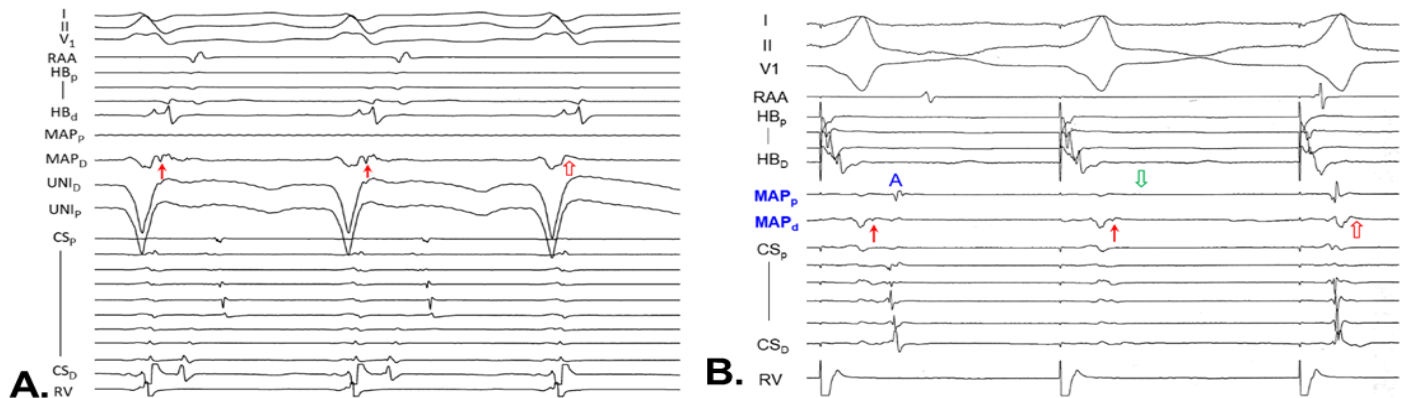 I
II
V1
RAA
HBp
HBd
MAPp
MAPD
UNID
UNIP
CSP
CSD
RV
A.
I
II
V1
RAA
HBp
HBD
A
MAPp
MAPd
CSp
CSD
RV
B.